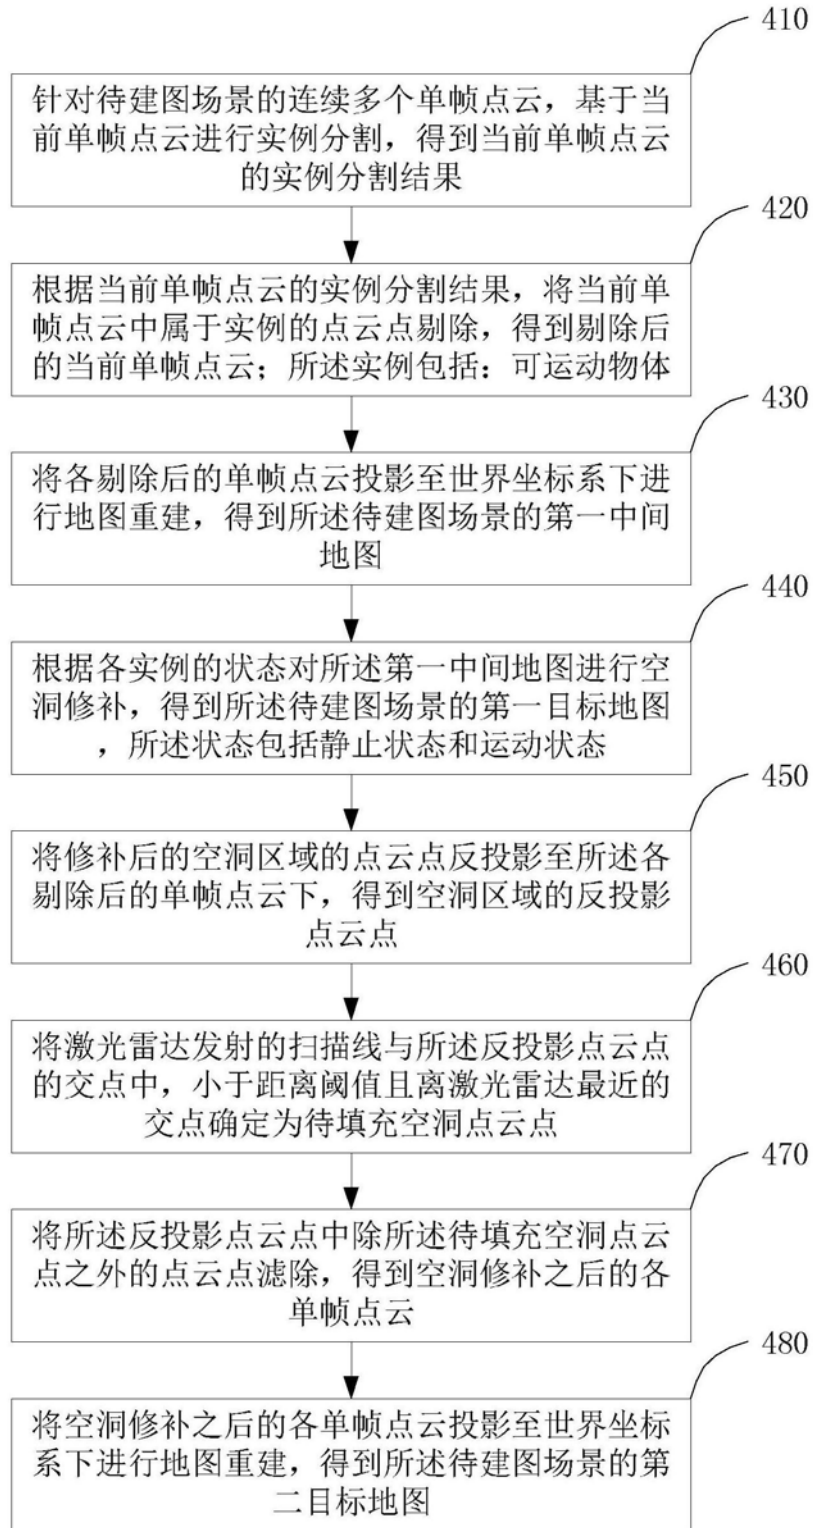 410
针对待建图场景的连续多个单帧点云，基于当
前单帧点云进行实例分割，得到当前单帧点云
的实例分割结果
420
根据当前单帧点云的实例分割结果，将当前单
帧点云中属于实例的点云点剔除，得到剔除后
的当前单帧点云；所述实例包括：可运动物体
430
将各剔除后的单帧点云投影至世界坐标系下进
行地图重建，得到所述待建图场景的第一中间
地图
440
根据各实例的状态对所述第一中间地图进行空
洞修补，得到所述待建图场景的第一目标地图
，所述状态包括静止状态和运动状态
450
将修补后的空洞区域的点云点反投影至所述各
剔除后的单帧点云下，得到空洞区域的反投影
点云点
460
将激光雷达发射的扫描线与所述反投影点云点
的交点中，小于距离阈值且离激光雷达最近的
交点确定为待填充空洞点云点
470
将所述反投影点云点中除所述待填充空洞点云
点之外的点云点滤除，得到空洞修补之后的各
单帧点云
480
将空洞修补之后的各单帧点云投影至世界坐标
系下进行地图重建，得到所述待建图场景的第
二目标地图